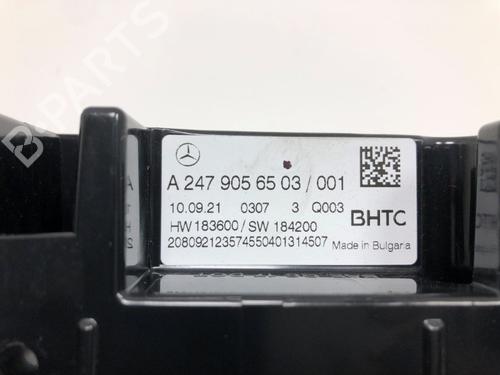 A 247 905 65 03 / 001
10.09.21 0307 3 Q003
HW 183600 / SW 184200
208092123574550401314507
BHTC
Made in Bulgaria
B-PARTS